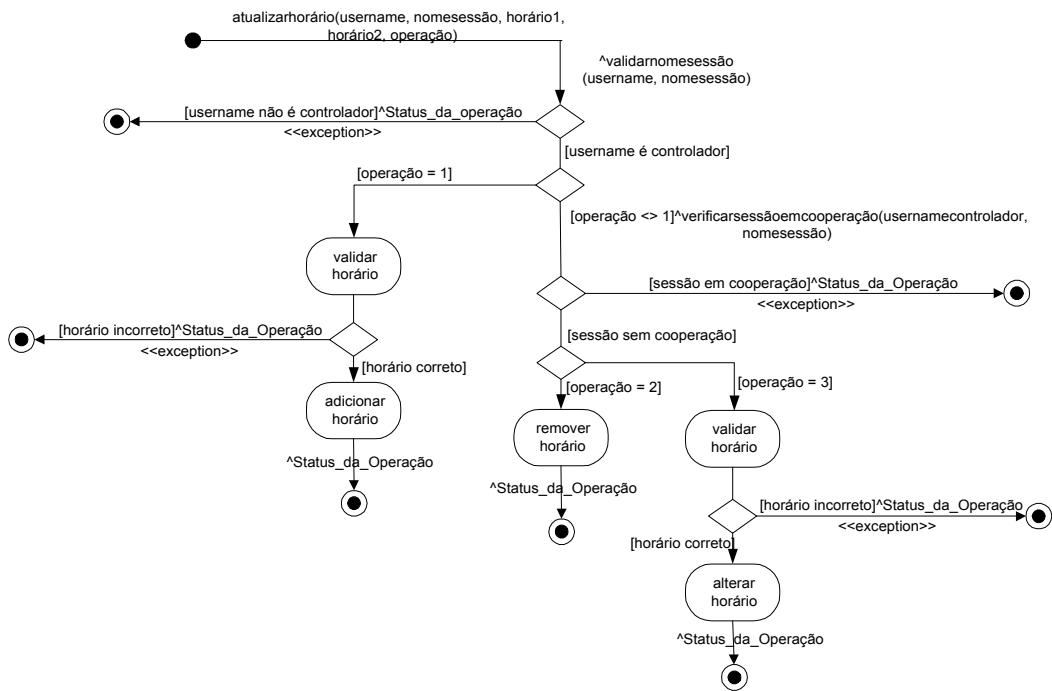 atualizarhorário(username, nomesessão, horário1,
horário2, operação)
^validarnomesessão
(username, nomesessão)
[username não é controlador]^Status_da_operação
<<exception>>
[username é controlador]
[operação = 1]
[operação <> 1]^verificarsessãoemcooperação(usernamecontrolador,
nomesessão)
validar
horário
[sessão em cooperação]^Status_da_Operação
<<exception>>
[horário incorreto]^Status_da_Operação
<<exception>>
[sessão sem cooperação]
[horário correto]
[operação = 2]
[operação = 3]
adicionar
horário
remover
horário
validar
horário
^Status_da_Operação
^Status_da_Operação
[horário incorreto]^Status_da_Operação
<<exception>>
[horário correto]
alterar
horário
^Status_da_Operação